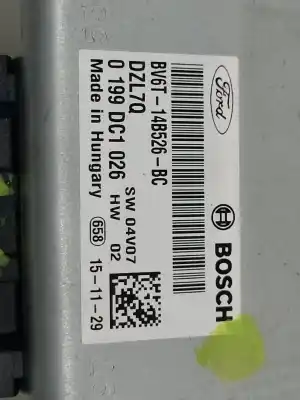 Ford
BOSCH
BV6T-14B526-BC
DZL7Q
0 199 DC1 026
SW 04V07
HW 02
Made in Hungary
658
15-11-29